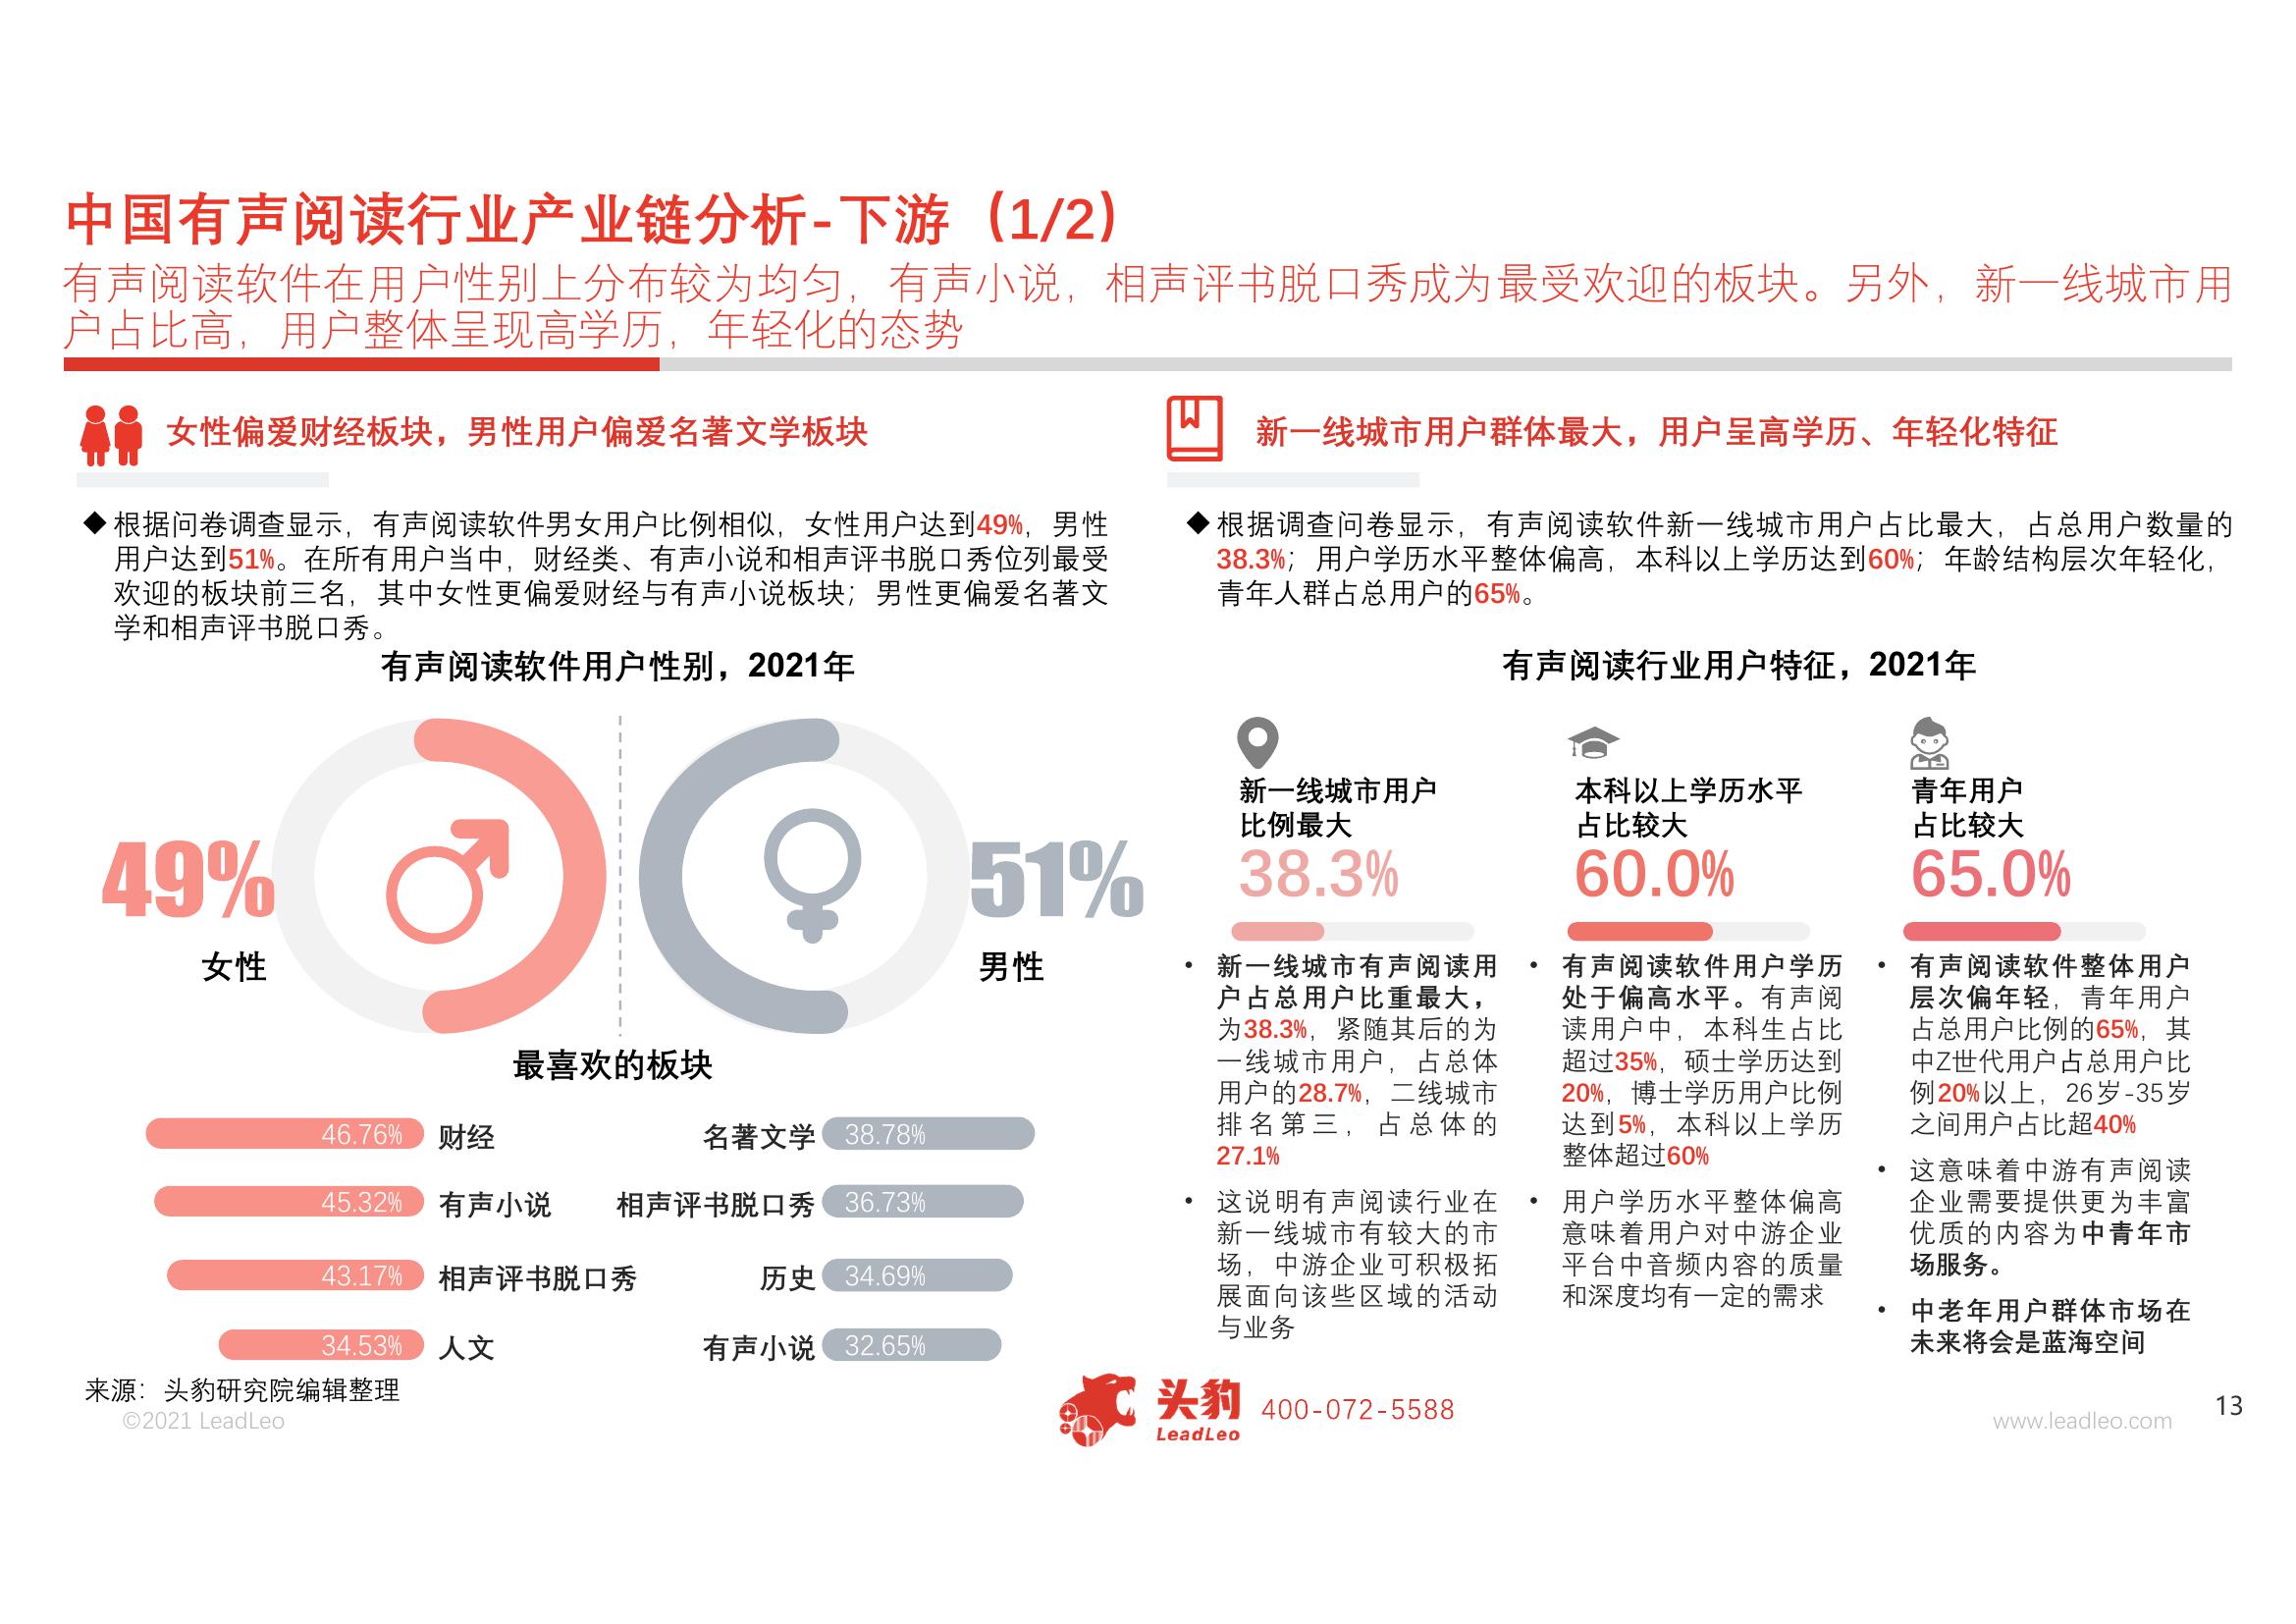 中国有声阅读行业产业链分析-下游（1/2）
有声阅读软件在用户性别上分布较为均匀，有声小说，相声评书脱口秀成为最受欢迎的板块。另外，新一线城市用
户占比高，用户整体呈现高学历，年轻化的态势
女性偏爱财经板块，男性用户偏爱名著文学板块
◆根据问卷调查显示，有声阅读软件男女用户比例相似，女性用户达到49%，男性
用户达到51%。在所有用户当中，财经类、有声小说和相声评书脱口秀位列最受
欢迎的板块前三名，其中女性更偏爱财经与有声小说板块；男性更偏爱名著文
学和相声评书脱口秀。
有声阅读软件用户性别，2021年
49%
女性
51%
男性
最喜欢的板块
46.76% 财经
45.32% 有声小说
43.17% 相声评书脱口秀
34.53% 人文
名著文学 38.78%
相声评书脱口秀 36.73%
历史 34.69%
有声小说 32.65%
新一线城市用户群体最大，用户呈高学历、年轻化特征
◆根据调查问卷显示，有声阅读软件新一线城市用户占比最大，占总用户数量的
38.3%；用户学历水平整体偏高，本科以上学历达到60%；年龄结构层次年轻化，
青年人群占总用户的65%。
有声阅读行业用户特征，2021年
新一线城市用户
比例最大
38.3%
• 新一线城市有声阅读用
户占总用户比重最大，
为38.3%，紧随其后的为
一线城市用户，占总体
用户的28.7%，二线城市
排名第三，占总体的
27.1%
• 这说明有声阅读行业在
新一线城市有较大的市
场，中游企业可积极拓
展面向该些区域的活动
与业务
本科以上学历水平
占比较大
60.0%
• 有声阅读软件用户学历
处于偏高水平。有声阅
读用户中，本科生占比
超过35%，硕士学历达到
20%，博士学历用户比例
达到5%，本科以上学历
整体超过60%
• 用户学历水平整体偏高
意味着用户对中游企业
平台中音频内容的质量
和深度均有一定的需求
青年用户
占比较大
65.0%
• 有声阅读软件整体用户
层次偏年轻，青年用户
占总用户比例的65%，其
中Z世代用户占总用户比
例20%以上，26岁-35岁
之间用户占比超40%
• 这意味着中游有声阅读
企业需要提供更为丰富
优质的内容为中青年市
场服务。
• 中老年用户群体市场在
未来将会是蓝海空间
来源：头豹研究院编辑整理
©2021 LeadLeo
头豹
LeadLeo
400-072-5588
www.leadleo.com
13